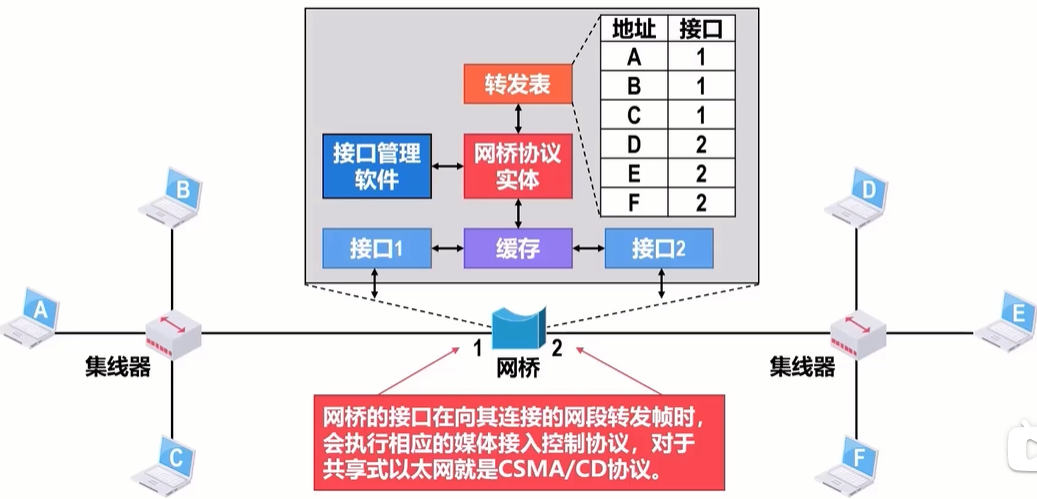 地址 接口
A 1
B 1
C 1
D 2
E 2
F 2
转发表
接口管理
软件
网桥协议
实体
接口1
缓存
接口2
B
D
A
E
集线器
1
2
网桥
集线器
C
F
网桥的接口在向其连接的网段转发帧时,
会执行相应的媒体接入控制协议,对于
共享式以太网就是CSMA/CD协议。